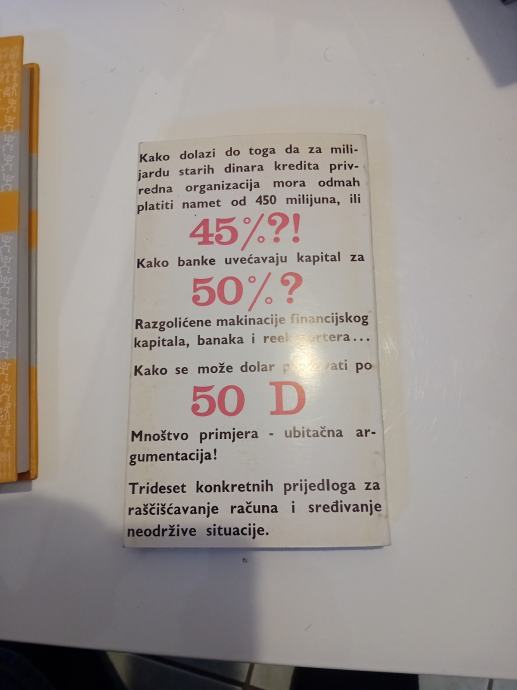 Kako dolazi do toga da za mili-
jardu starih dinara kredita priv-
redna organizacija mora odmah
platiti namet od 450 milijuna, ili
45%?!
Kako banke uvećavaju kapital za
50%?
Razgolićene makinacije financijskog
kapitala, banaka i
Kako se može dolar po
50 D
Mnoštvo primjera - ubitačna ar-
gumentacija!
Trideset konkretnih prijedloga za
raščišćavanje računa i sređivanje
neodržive situacije.